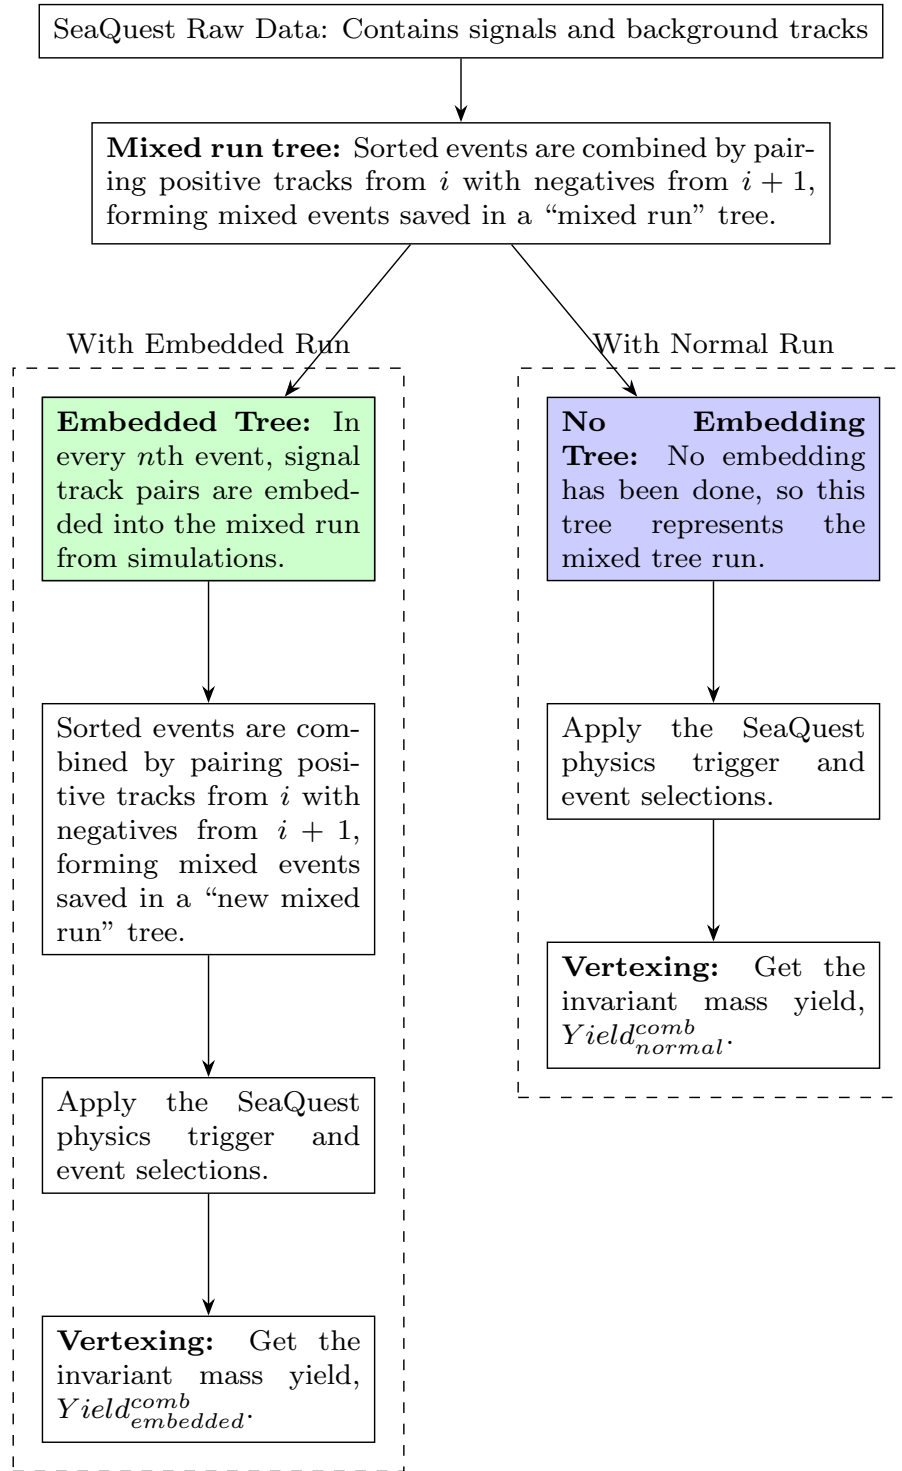 SeaQuest Raw Data: Contains signals and background tracks
Mixed run tree: Sorted events are combined by pair-
ing positive tracks from i with negatives from i + 1,
forming mixed events saved in a “mixed run” tree.
With Embedded Run
Embedded Tree: In
every nth event, signal
track pairs are embed-
ded into the mixed run
from simulations.
Sorted events are com-
bined by pairing posi-
tive tracks from i with
negatives from i + 1,
forming mixed events
saved in a “new mixed
run” tree.
Apply the SeaQuest
physics trigger and
event selections.
Vertexing: Get the
invariant mass yield,
Yield^{comb}_{embedded}.
With Normal Run
No Embedding
Tree: No embedding
has been done, so this
tree represents the
mixed tree run.
Apply the SeaQuest
physics trigger and
event selections.
Vertexing: Get the
invariant mass yield,
Yield^{comb}_{normal}.